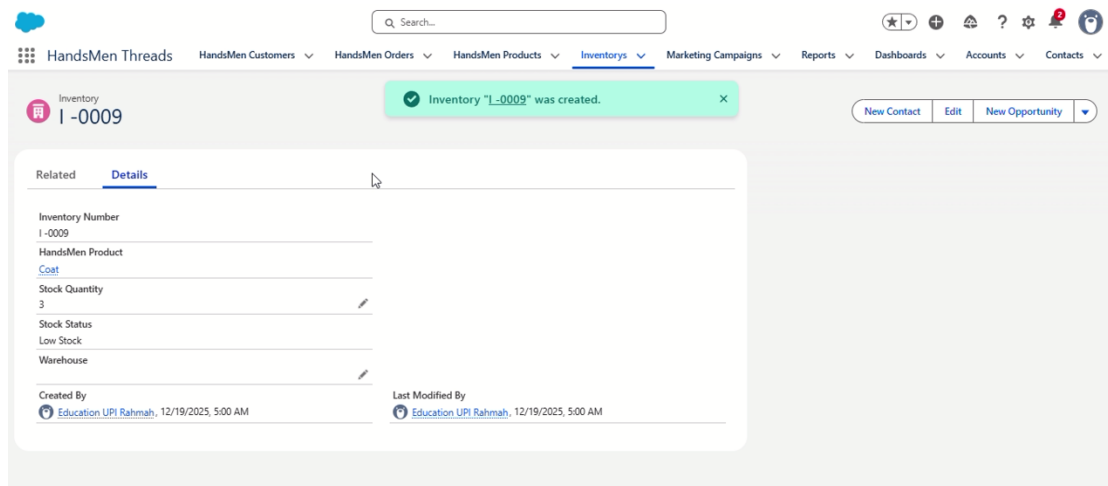 Search...
2
HandsMen Threads HandsMen Customers HandsMen Orders HandsMen Products Inventorys Marketing Campaigns Reports Dashboards Accounts Contacts
Inventory "I -0009" was created.
Inventory
I -0009
New Contact Edit New Opportunity
Related Details
Inventory Number
I -0009
HandsMen Product
Coat
Stock Quantity
3
Stock Status
Low Stock
Warehouse
Created By Last Modified By
Education UPI Rahmah, 12/19/2025, 5:00 AM Education UPI Rahmah, 12/19/2025, 5:00 AM